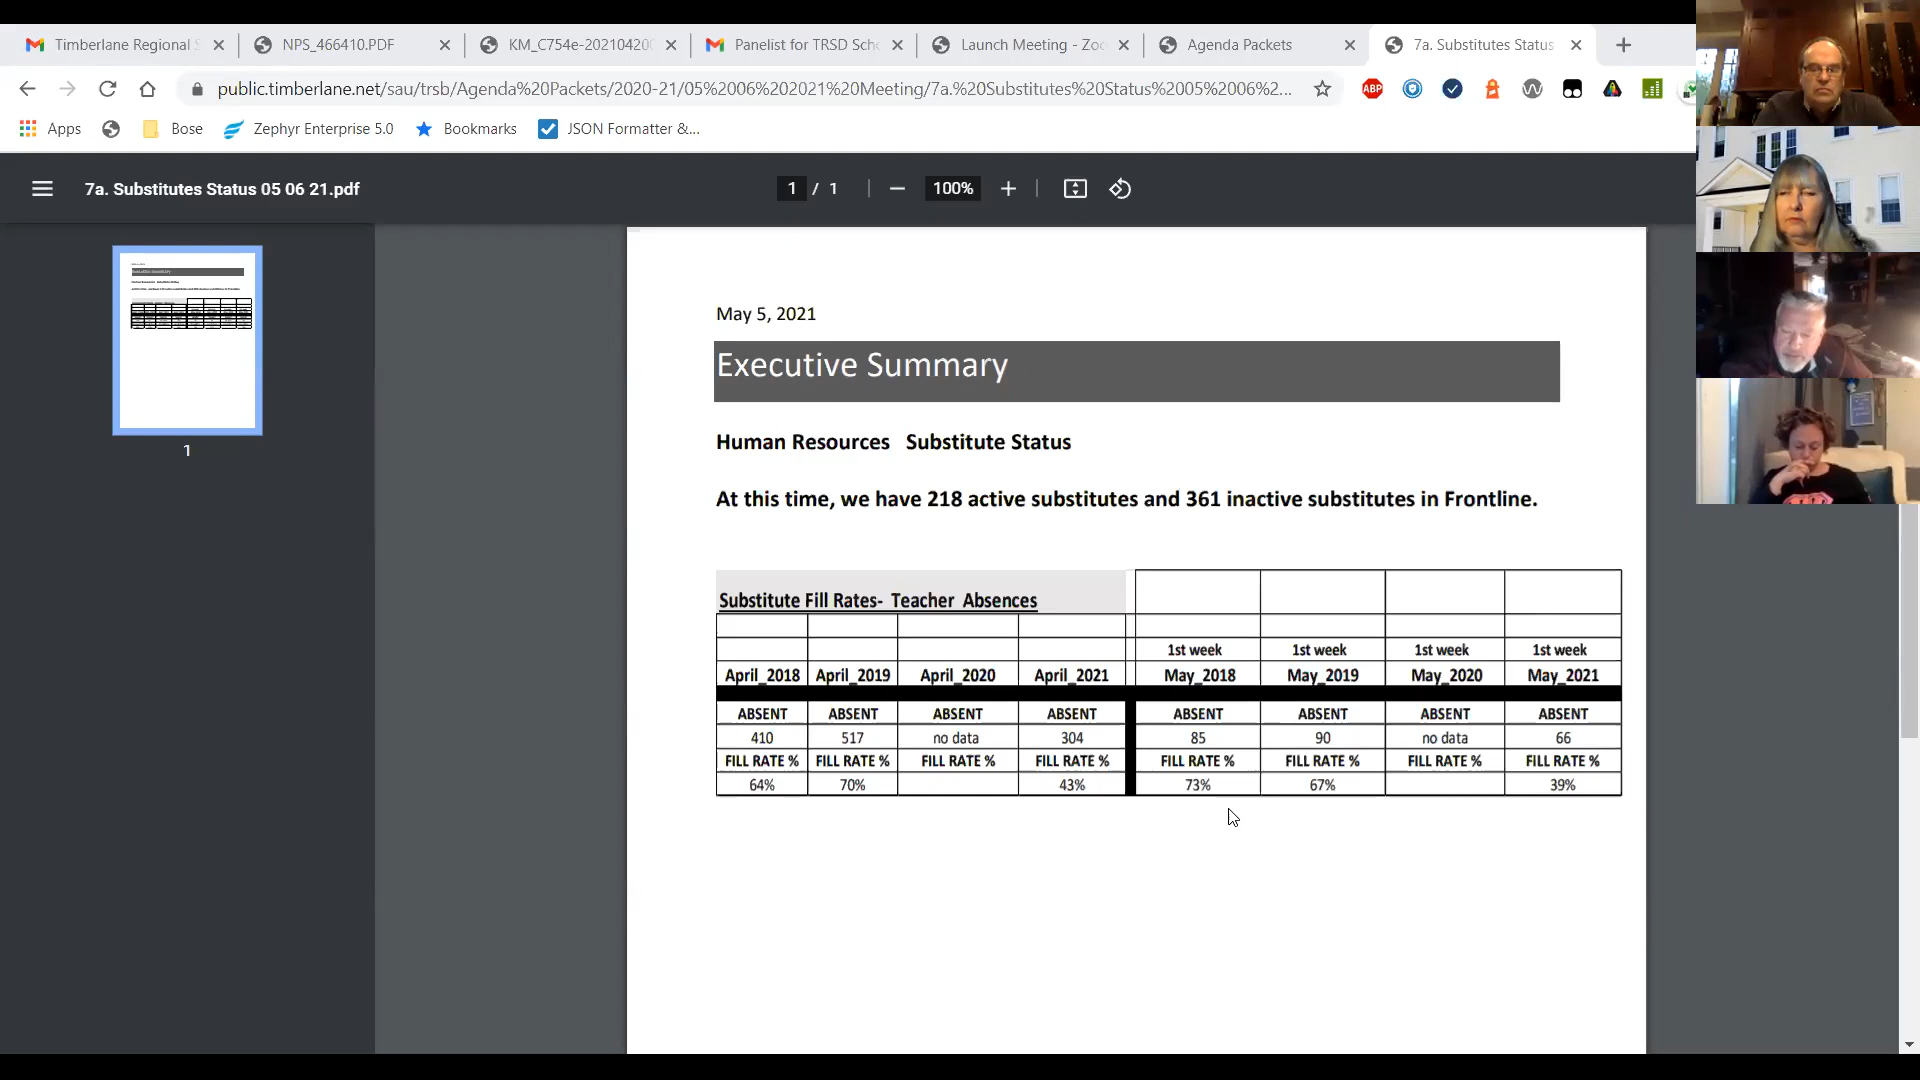 Timberlane Regional S
NPS_466410.PDF
KM_C754e-202104200
Panelist for TRSD Sch
Launch Meeting - Zoo
Agenda Packets
7a. Substitutes Status
public.timberlane.net/sau/trsb/Agenda%20Packets/2020-21/05%2006%202021%20Meeting/7a.%20Substitutes%20Status%2005%2006%2...
ABP
Apps
Bose
Zephyr Enterprise 5.0
Bookmarks
JSON Formatter &...
7a. Substitutes Status 05 06 21.pdf
1 / 1
100%
1
May 5, 2021
Executive Summary
Human Resources Substitute Status
At this time, we have 218 active substitutes and 361 inactive substitutes in Frontline.
Substitute Fill Rates- Teacher Absences
1st week 1st week 1st week 1st week
April_2018 April_2019 April_2020 April_2021 May_2018 May_2019 May_2020 May_2021
ABSENT ABSENT ABSENT ABSENT ABSENT ABSENT ABSENT ABSENT
410 517 no data 304 85 90 no data 66
FILL RATE % FILL RATE % FILL RATE % FILL RATE % FILL RATE % FILL RATE % FILL RATE % FILL RATE %
64% 70% 43% 73% 67% 39%